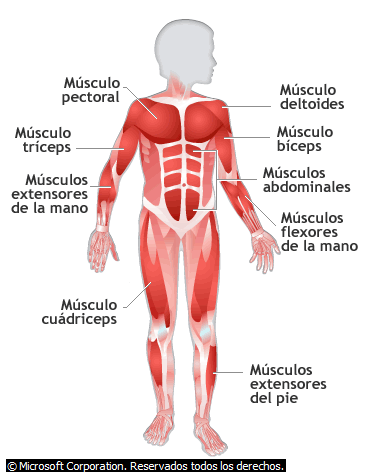 Músculo
pectoral
Músculo
deltoides
Músculo
tríceps
Músculo
bíceps
Músculos
extensores
de la mano
Músculos
abdominales
Músculos
flexores
de la mano
Músculo
cuádriceps
Músculos
extensores
del pie
© Microsoft Corporation. Reservados todos los derechos.